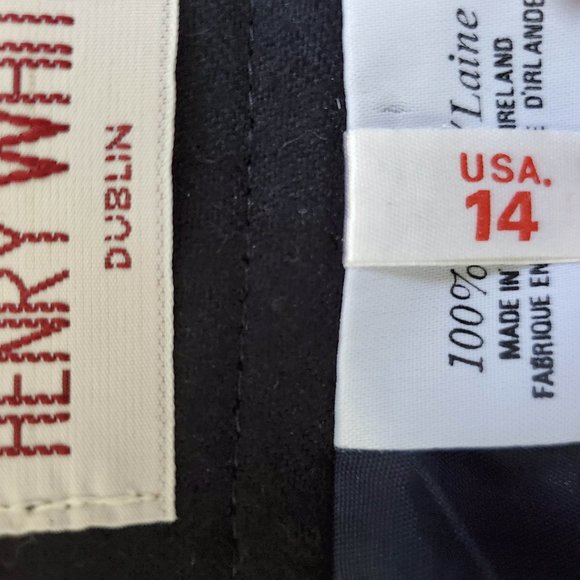 HENRY WHI
DUBLIN
USA.
14
100% / Laine
MADE IN IRELAND
FABRIQUE EN D'IRLANDE